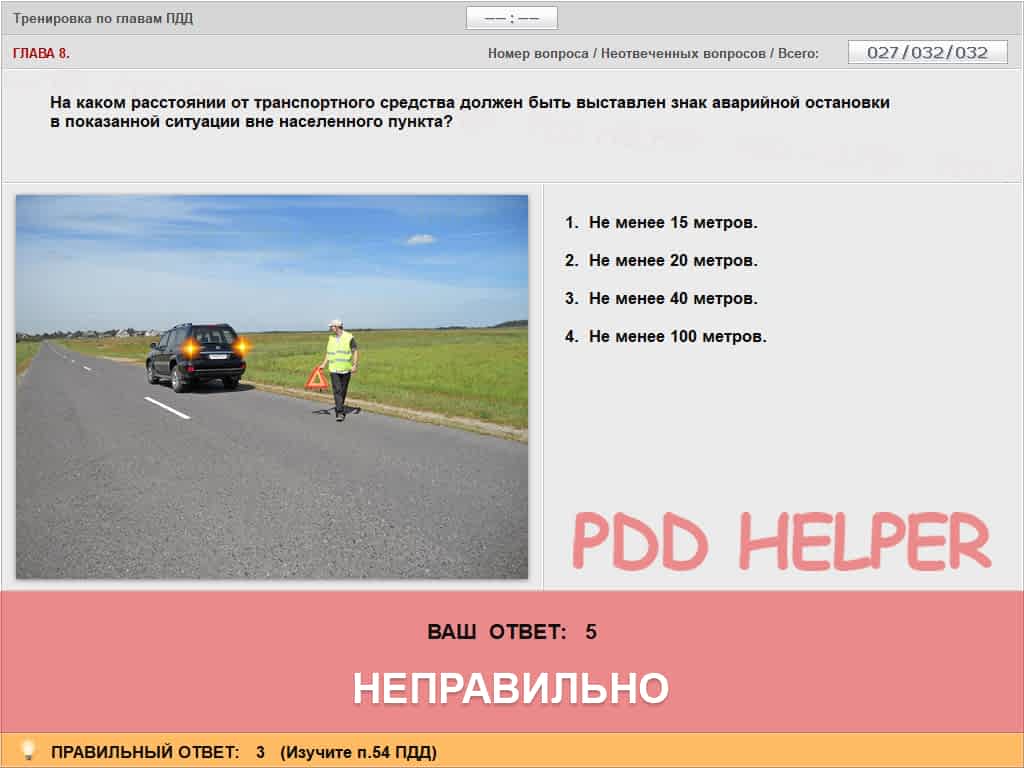 Тренировка по главам ПДД
—— : ——
ГЛАВА 8.
Номер вопроса / Неотвеченных вопросов / Всего:
027/032/032
На каком расстоянии от транспортного средства должен быть выставлен знак аварийной остановки
в показанной ситуации вне населенного пункта?
1. Не менее 15 метров.
2. Не менее 20 метров.
3. Не менее 40 метров.
4. Не менее 100 метров.
PDD HELPER
ВАШ ОТВЕТ: 5
НЕПРАВИЛЬНО
ПРАВИЛЬНЫЙ ОТВЕТ: 3 (Изучите п.54 ПДД)